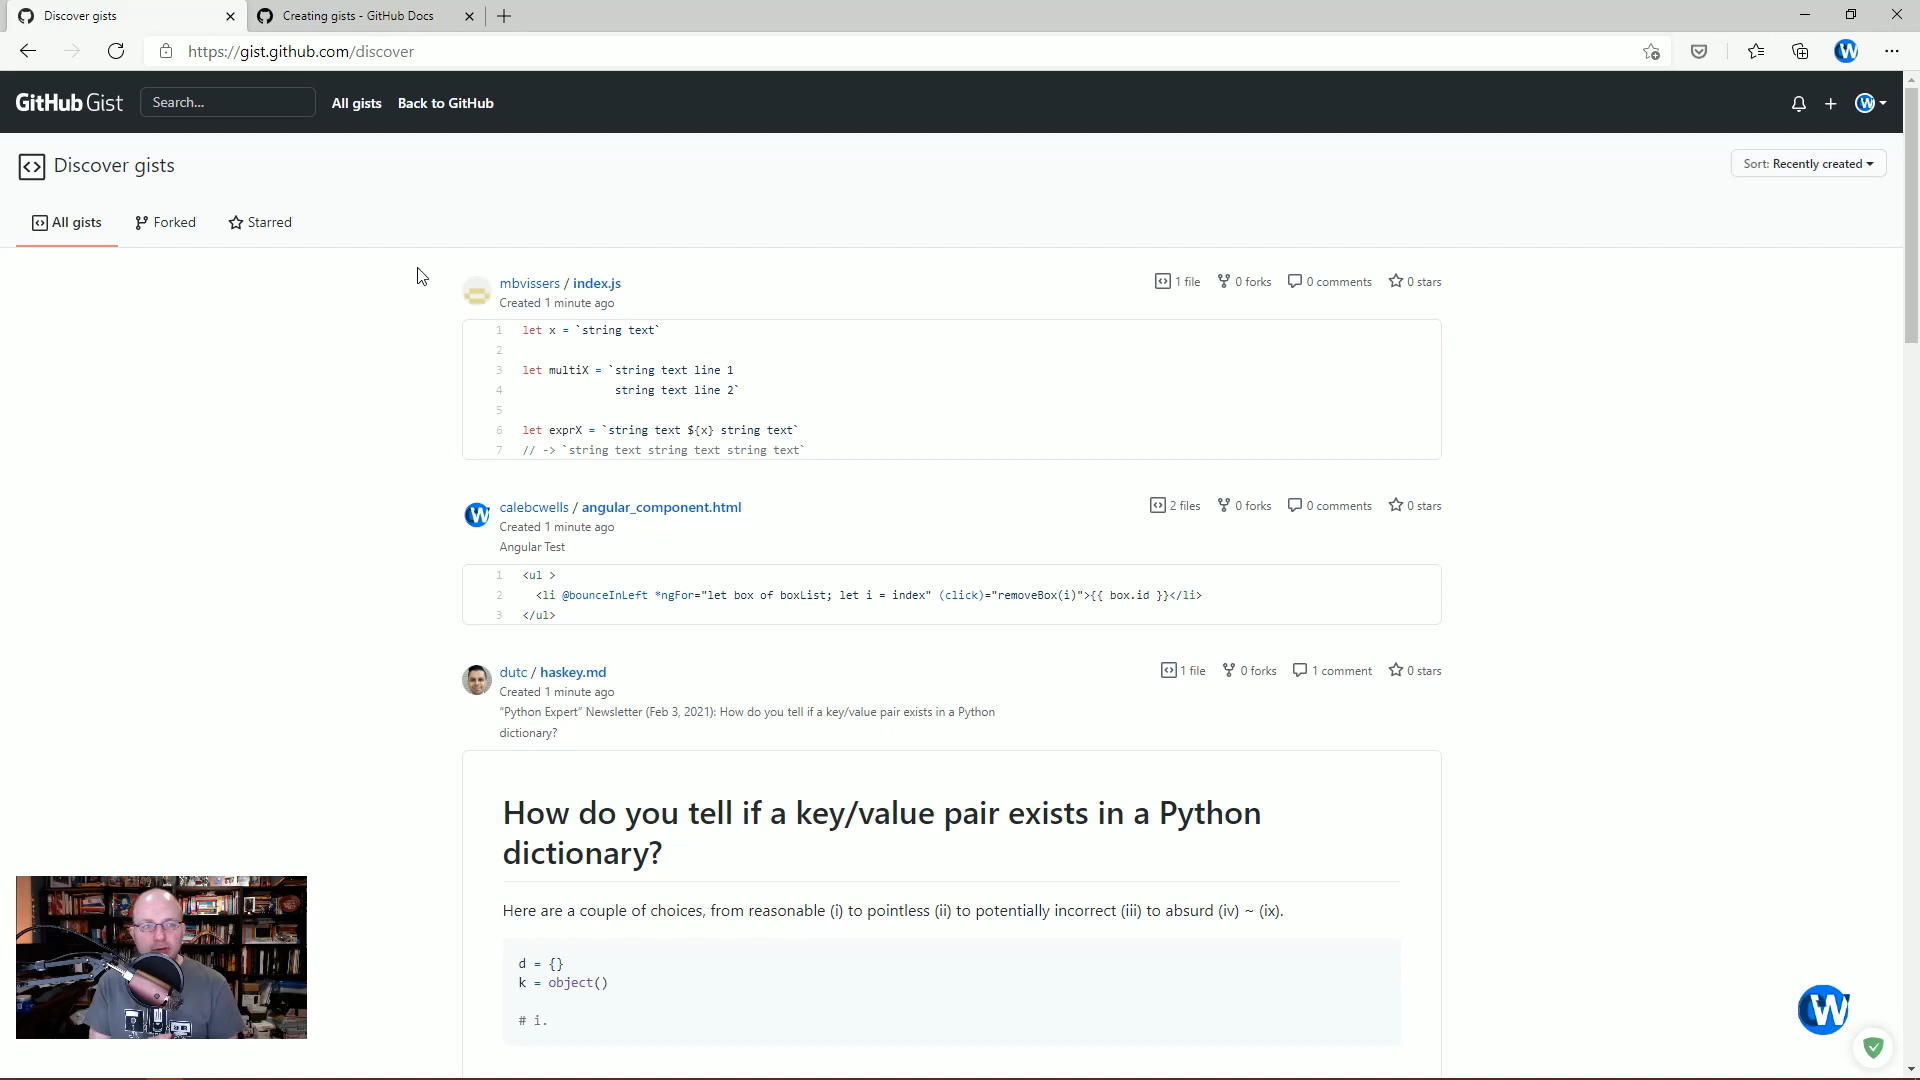 Discover gists
Creating gists - GitHub Docs
https://gist.github.com/discover
GitHub Gist
Search...
All gists
Back to GitHub
Discover gists
Sort: Recently created
All gists
Forked
Starred
mbvissers / index.js
1 file
0 forks
0 comments
0 stars
Created 1 minute ago
1 let x = `string text`
2
3 let multiX = `string text line 1
4 string text line 2`
5
6 let exprX = `string text ${x} string text`
7 // -> `string text string text string text`
calebcwells / angular_component.html
2 files
0 forks
0 comments
0 stars
Created 1 minute ago
Angular Test
1 <ul >
2 <li @bounceInLeft *ngFor="let box of boxList; let i = index" (click)="removeBox(i)">{{ box.id }}</li>
3 </ul>
dutc / haskey.md
1 file
0 forks
1 comment
0 stars
Created 1 minute ago
"Python Expert" Newsletter (Feb 3, 2021): How do you tell if a key/value pair exists in a Python
dictionary?
How do you tell if a key/value pair exists in a Python
dictionary?
Here are a couple of choices, from reasonable (i) to pointless (ii) to potentially incorrect (iii) to absurd (iv) ~ (ix).
d = {}
k = object()
# i.
W